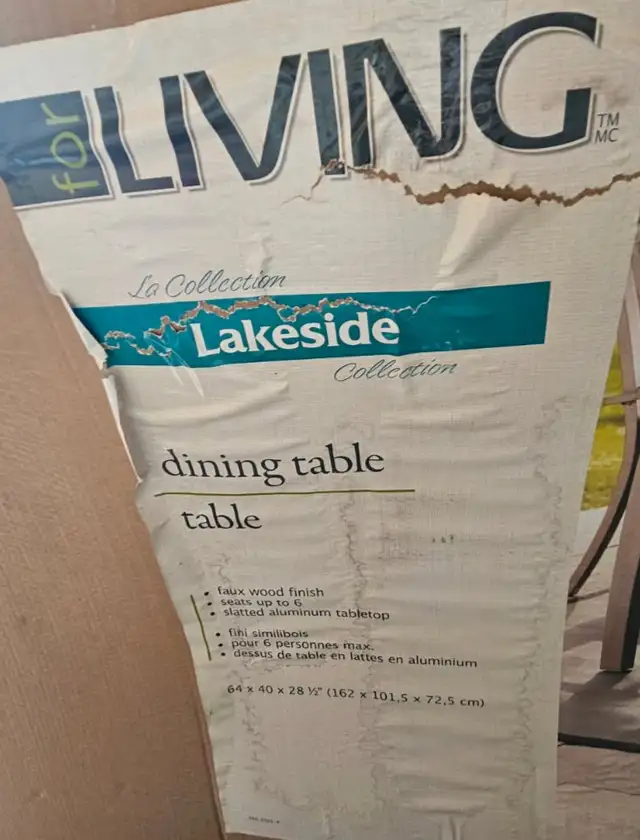 for LIVING TM
MC
La Collection
Lakeside
Collection
dining table
table
• faux wood finish
• seats up to 6
• slatted aluminum tabletop
• fini similibois
• pour 6 personnes max.
• dessus de table en lattes en aluminium
64 x 40 x 28 ½" (162 x 101,5 x 72,5 cm)